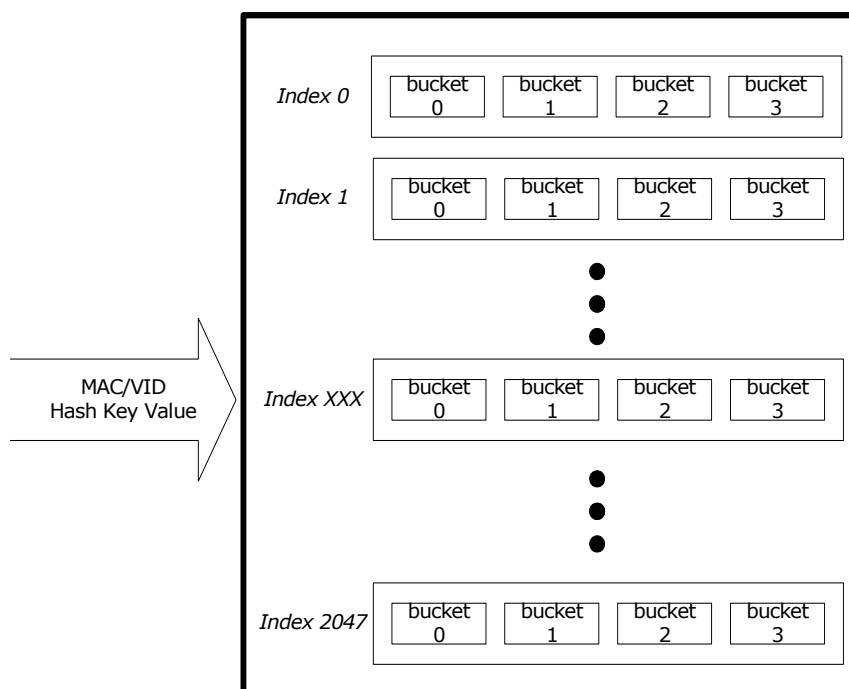 Index 0
bucket bucket bucket bucket
0 1 2 3
Index 1
bucket bucket bucket bucket
0 1 2 3
MAC/VID
Hash Key Value
Index XXX
bucket bucket bucket bucket
0 1 2 3
Index 2047
bucket bucket bucket bucket
0 1 2 3